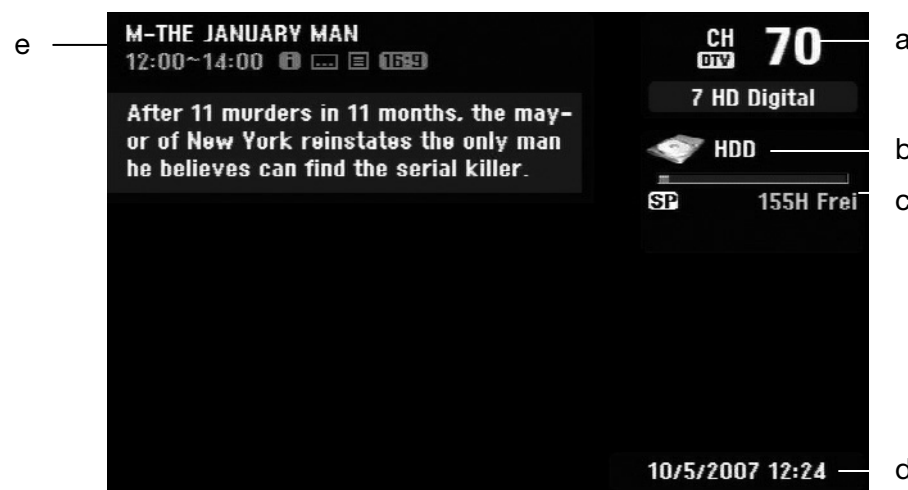 e
M-THE JANUARY MAN
12:00~14:00 i ... 16:9
After 11 murders in 11 months, the may-
or of New York reinstates the only man
he believes can find the serial killer.
CH 70
DTV
a
7 HD Digital
HDD
b
SP 155H Frei
c
10/5/2007 12:24
d